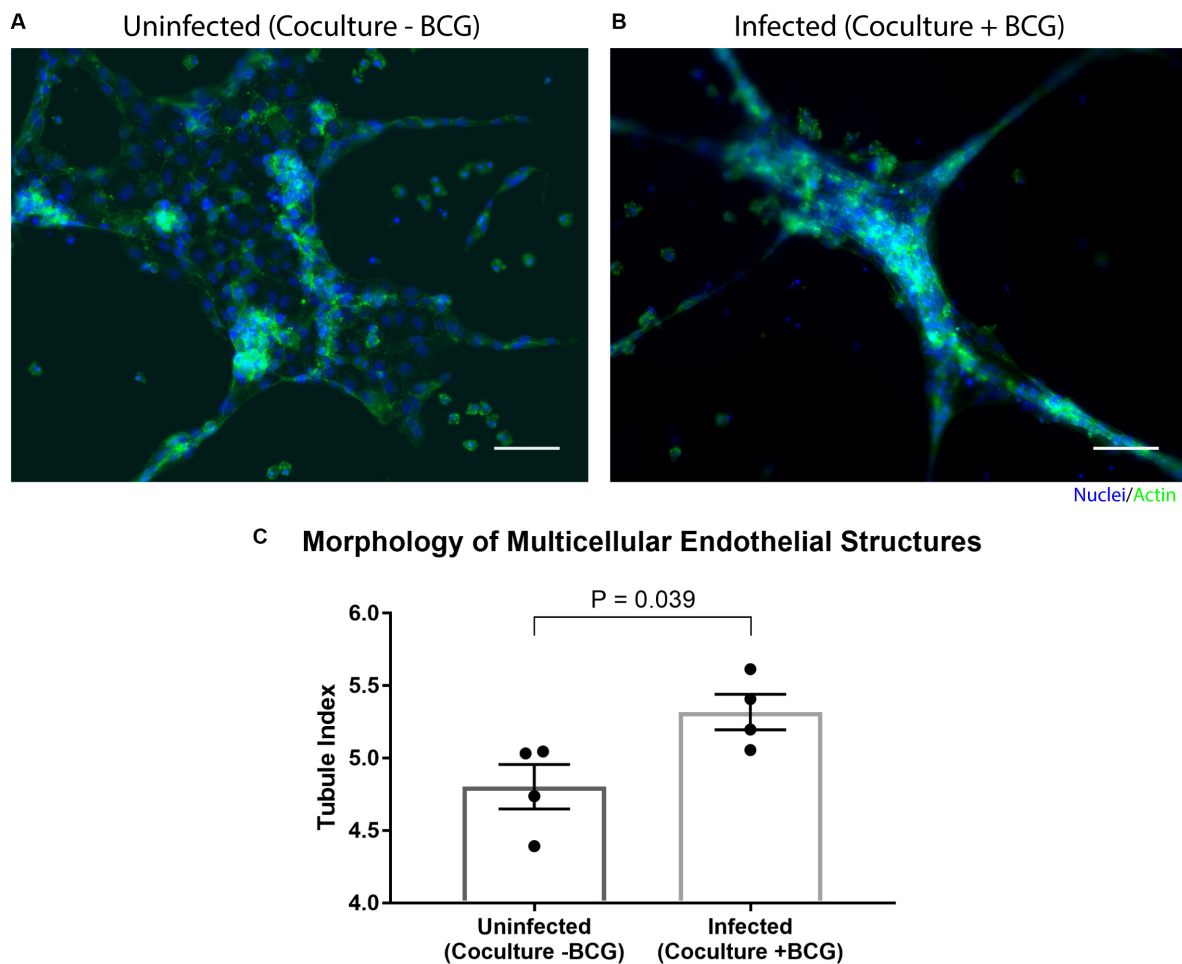 A Uninfected (Coculture - BCG)
B Infected (Coculture + BCG)
Nuclei/Actin
C Morphology of Multicellular Endothelial Structures
P = 0.039
6.0
5.5
5.0
4.5
4.0
Tubule Index
Uninfected
(Coculture -BCG)
Infected
(Coculture +BCG)